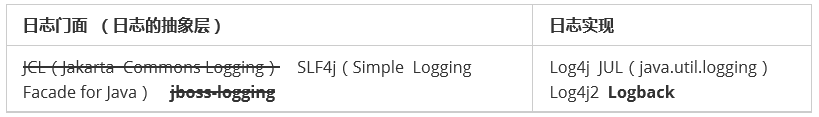 日志门面 （日志的抽象层） 日志实现
JCL（Jakarta Commons Logging） SLF4j（Simple Logging Log4j JUL（java.util.logging）
Facade for Java） jboss-logging Log4j2 Logback